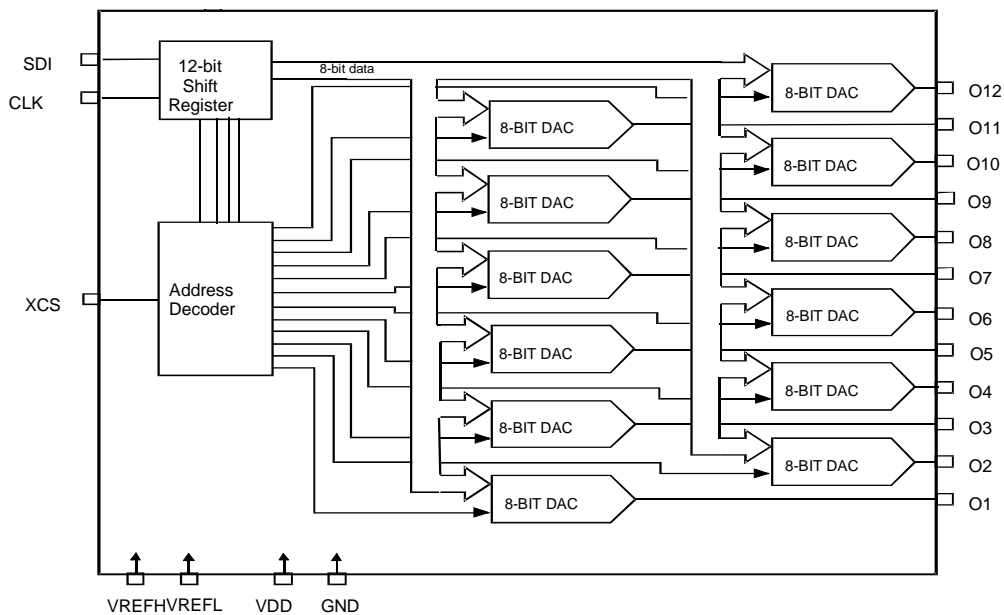 SDI
CLK
XCS
12-bit
Shift
Register
8-bit data
Address
Decoder
8-BIT DAC
8-BIT DAC
8-BIT DAC
8-BIT DAC
8-BIT DAC
8-BIT DAC
8-BIT DAC
8-BIT DAC
8-BIT DAC
8-BIT DAC
8-BIT DAC
8-BIT DAC
O12
O11
O10
O9
O8
O7
O6
O5
O4
O3
O2
O1
VREFH VREFL VDD GND